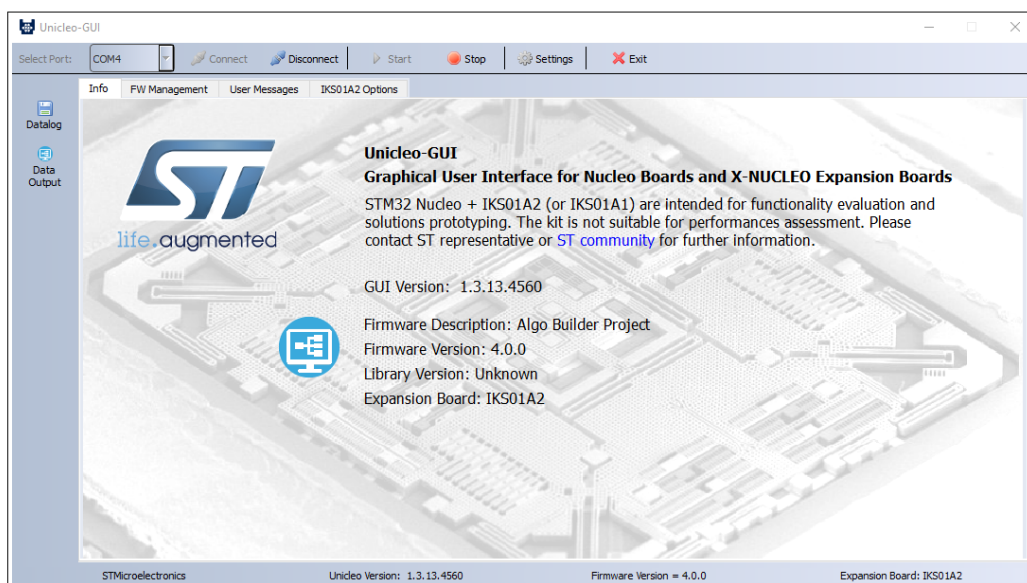 Unicleo-GUI
Select Port: COM4 Connect Disconnect Start Stop Settings Exit
Info FW Management User Messages IKS01A2 Options
Datalog
Data
Output
ST
life.augmented
Unicleo-GUI
Graphical User Interface for Nucleo Boards and X-NUCLEO Expansion Boards
STM32 Nucleo + IKS01A2 (or IKS01A1) are intended for functionality evaluation and
solutions prototyping. The kit is not suitable for performances assessment. Please
contact ST representative or ST community for further information.
GUI Version: 1.3.13.4560
Firmware Description: Algo Builder Project
Firmware Version: 4.0.0
Library Version: Unknown
Expansion Board: IKS01A2
STMicroelectronics Unicleo Version: 1.3.13.4560 Firmware Version = 4.0.0 Expansion Board: IKS01A2